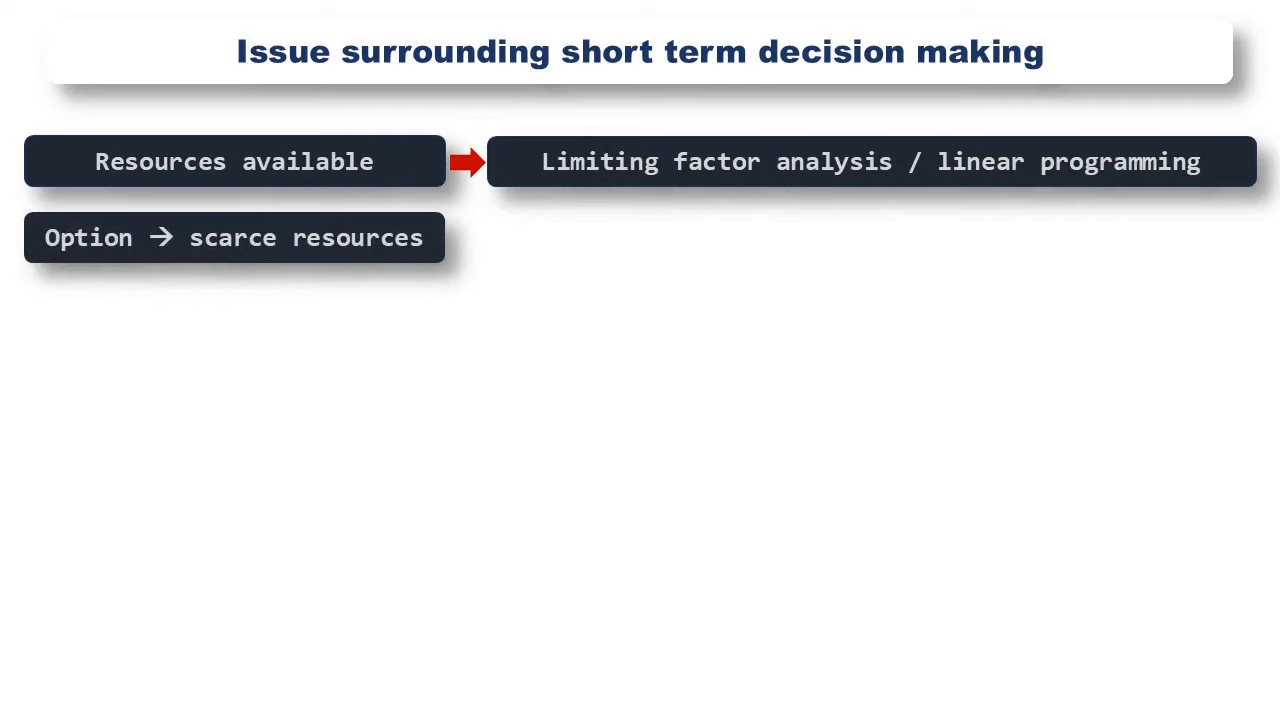 Issue surrounding short term decision making
Resources available
Limiting factor analysis / linear programming
Option → scarce resources